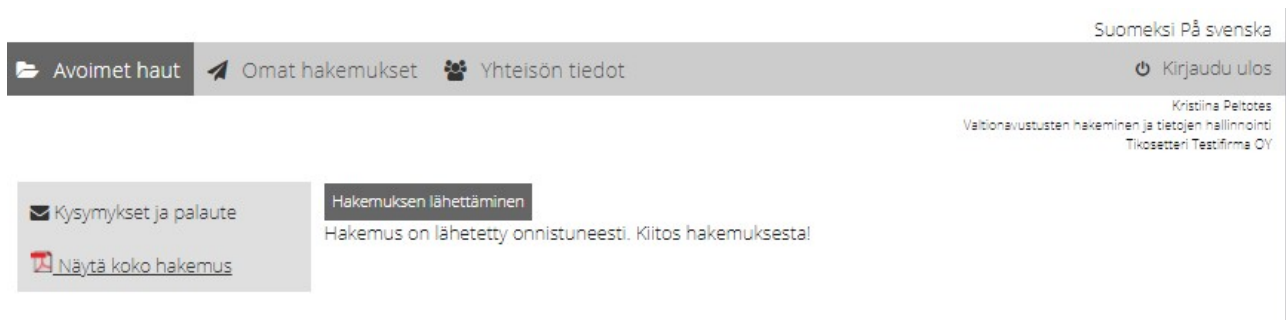 Suomeksi På svenska
Avoimet haut Omat hakemukset Yhteisön tiedot Kirjaudu ulos
Kristiina Peltotes
Valtionavustusten hakeminen ja tietojen hallinnointi
Tikosetteri Testifirma OY
Kysymykset ja palaute
Näytä koko hakemus
Hakemuksen lähettäminen
Hakemus on lähetetty onnistuneesti. Kiitos hakemuksesta!